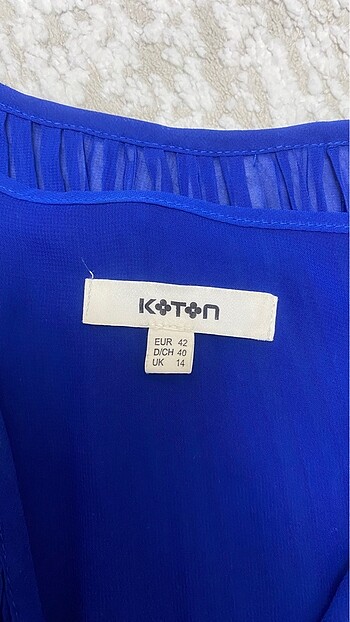 KOTON
EUR 42
D/CH 40
UK 14